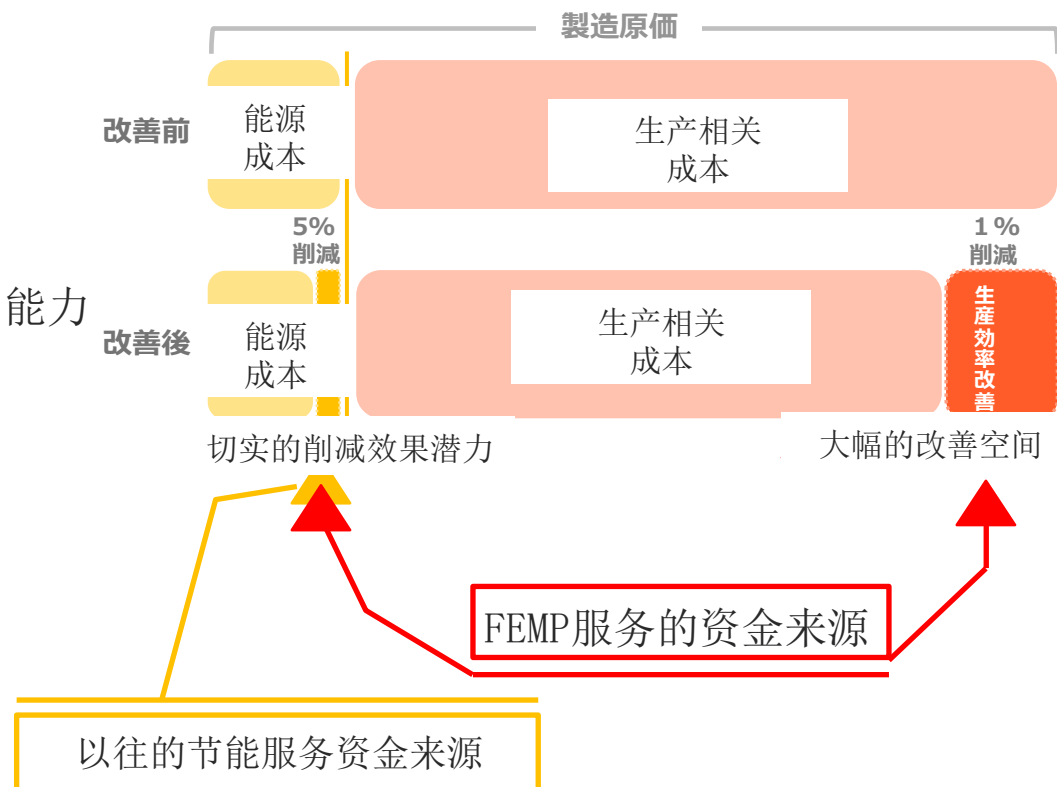 製造原価
改善前
能源
成本
生产相关
成本
5%
削減
1%
削減
能力
改善後
能源
成本
生产相关
成本
生産効率改善
切实的削减效果潜力
大幅的改善空间
FEMP服务的资金来源
以往的节能服务资金来源